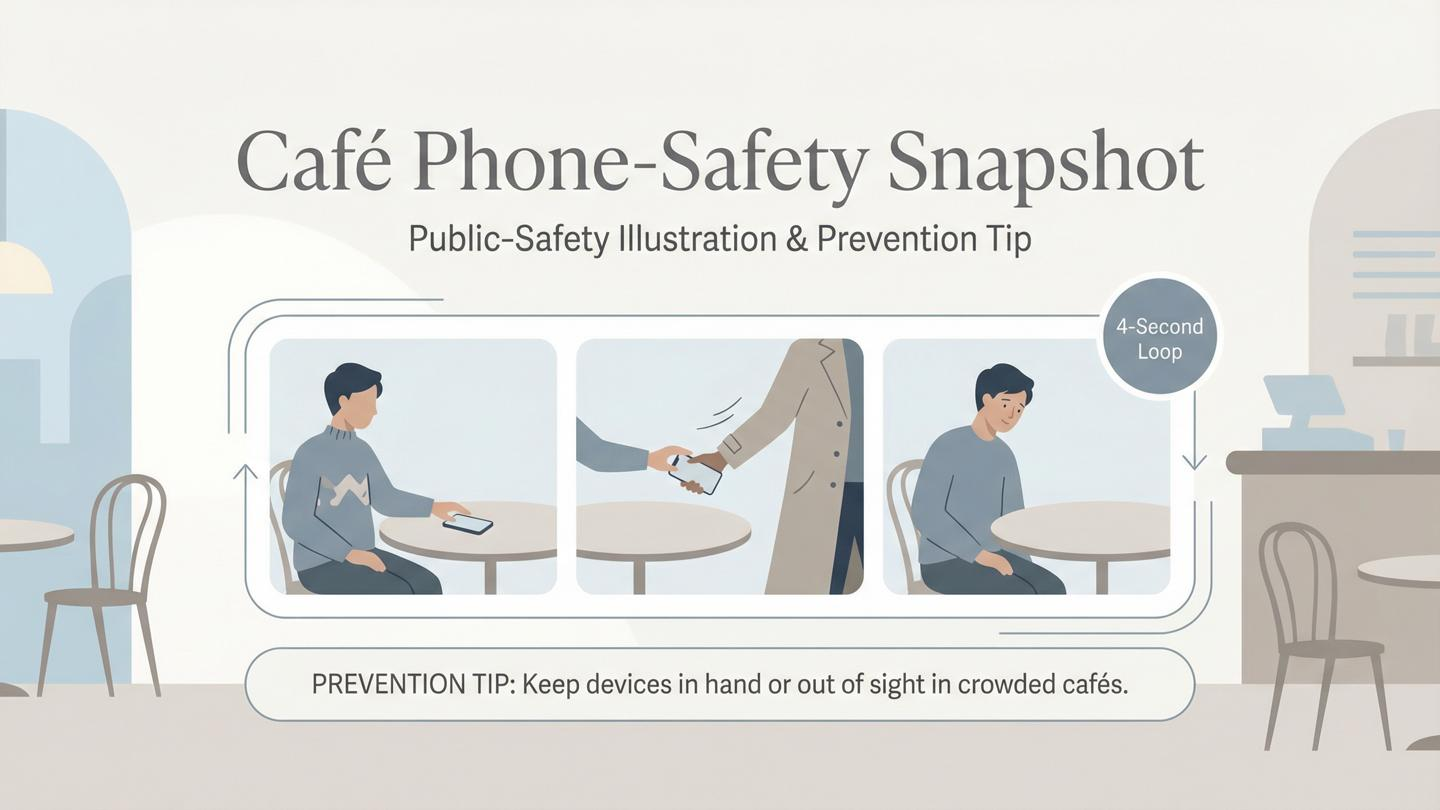 Café Phone-Safety Snapshot
Public-Safety Illustration & Prevention Tip
4-Second
Loop
PREVENTION TIP: Keep devices in hand or out of sight in crowded cafés.